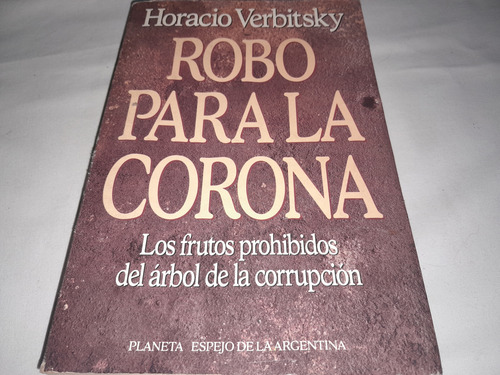 Horacio Verbitsky
ROBO
PARA LA
CORONA
Los frutos prohibidos
del árbol de la corrupción
PLANETA ESPEJO DE LA ARGENTINA